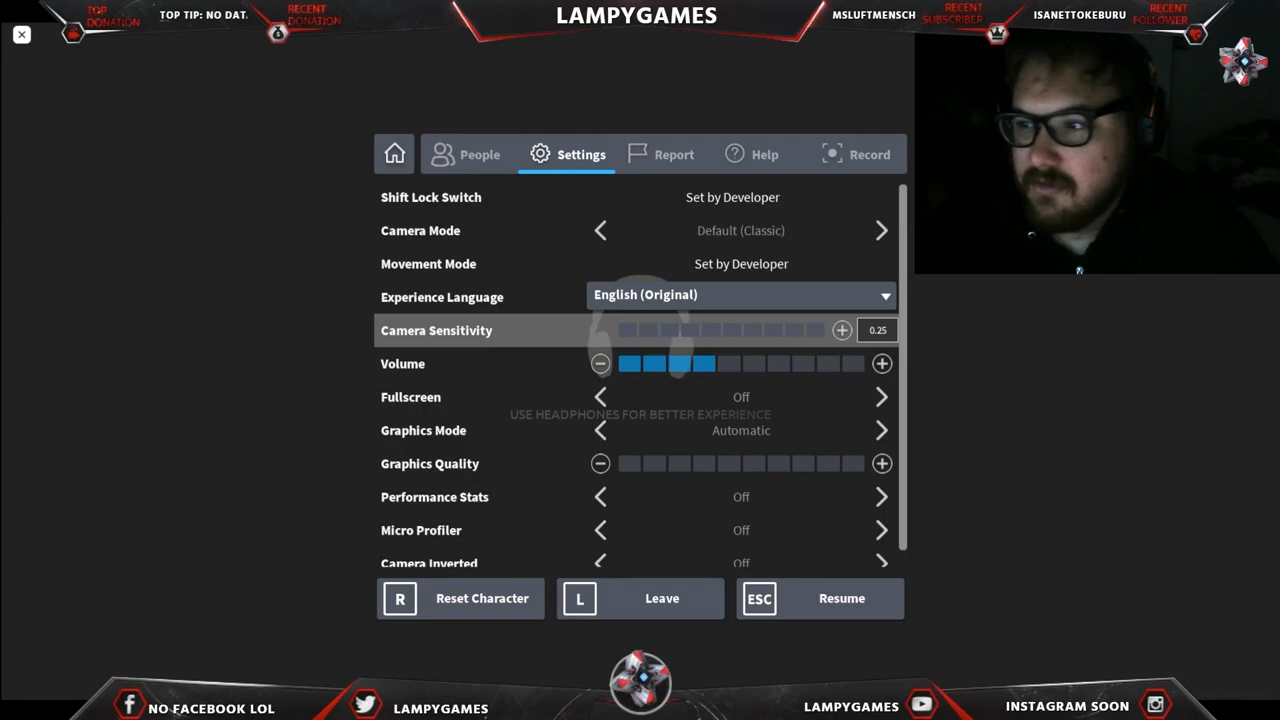 TOP DONATION
TOP TIP: NO DAT.
RECENT DONATION
LAMPYGAMES
MSLUFTMENSCH
RECENT SUBSCRIBER
ISANETTOKEBURU
RECENT FOLLOWER
People
Settings
Report
Help
Record
Shift Lock Switch Set by Developer
Camera Mode Default (Classic)
Movement Mode Set by Developer
Experience Language English (Original)
Camera Sensitivity 0.25
Volume
Fullscreen Off
USE HEADPHONES FOR BETTER EXPERIENCE
Graphics Mode Automatic
Graphics Quality
Performance Stats Off
Micro Profiler Off
Camera Inverted Off
R Reset Character
L Leave
ESC Resume
NO FACEBOOK LOL
LAMPYGAMES
LAMPYGAMES
INSTAGRAM SOON